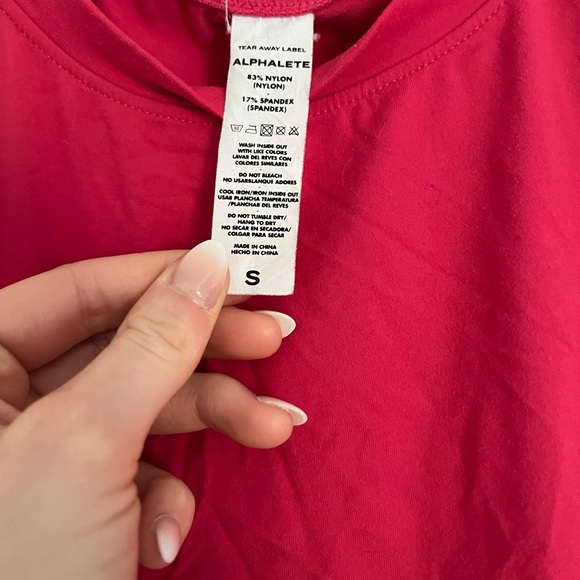 TEAR AWAY LABEL
ALPHALETE
83% NYLON
(NYLON)
-
17% SPANDEX
(SPANDEX)
WASH INSIDE OUT
WITH LIKE COLORS
LAVAR DEL REVES CON
COLORES SIMILARES
-
DO NOT BLEACH
NO USARBLANQUE ADORES
-
COOL IRON/IRON INSIDE OUT
USAR PLANCHA TEMPERATURA
/PLANCHAR DEL REVES
-
DO NOT TUMBLE DRY/
HANG TO DRY
NO SECAR EN SECADORA/
COLGAR PARA SECAR
-
MADE IN CHINA
HECHO EN CHINA
S